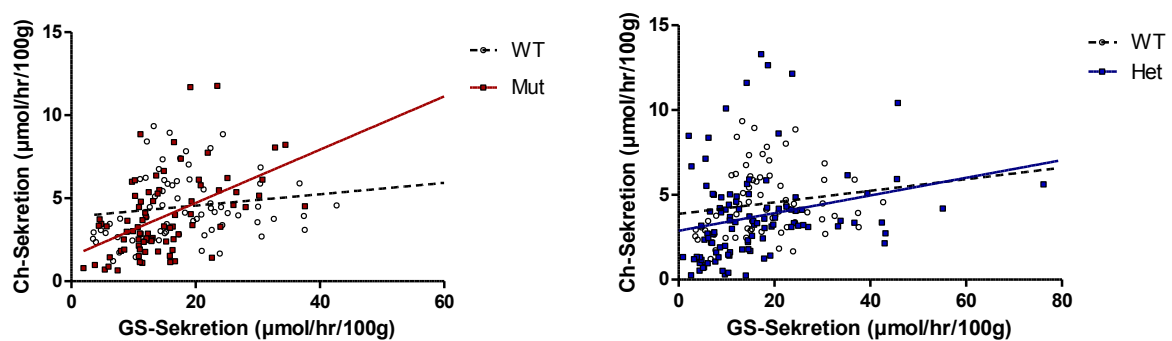 Ch-Sekretion (µmol/hr/100g)
15
10
5
0
0
20
40
60
GS-Sekretion (µmol/hr/100g)
WT
Mut
Ch-Sekretion (µmol/hr/100g)
15
10
5
0
0
20
40
60
80
GS-Sekretion (µmol/hr/100g)
WT
Het